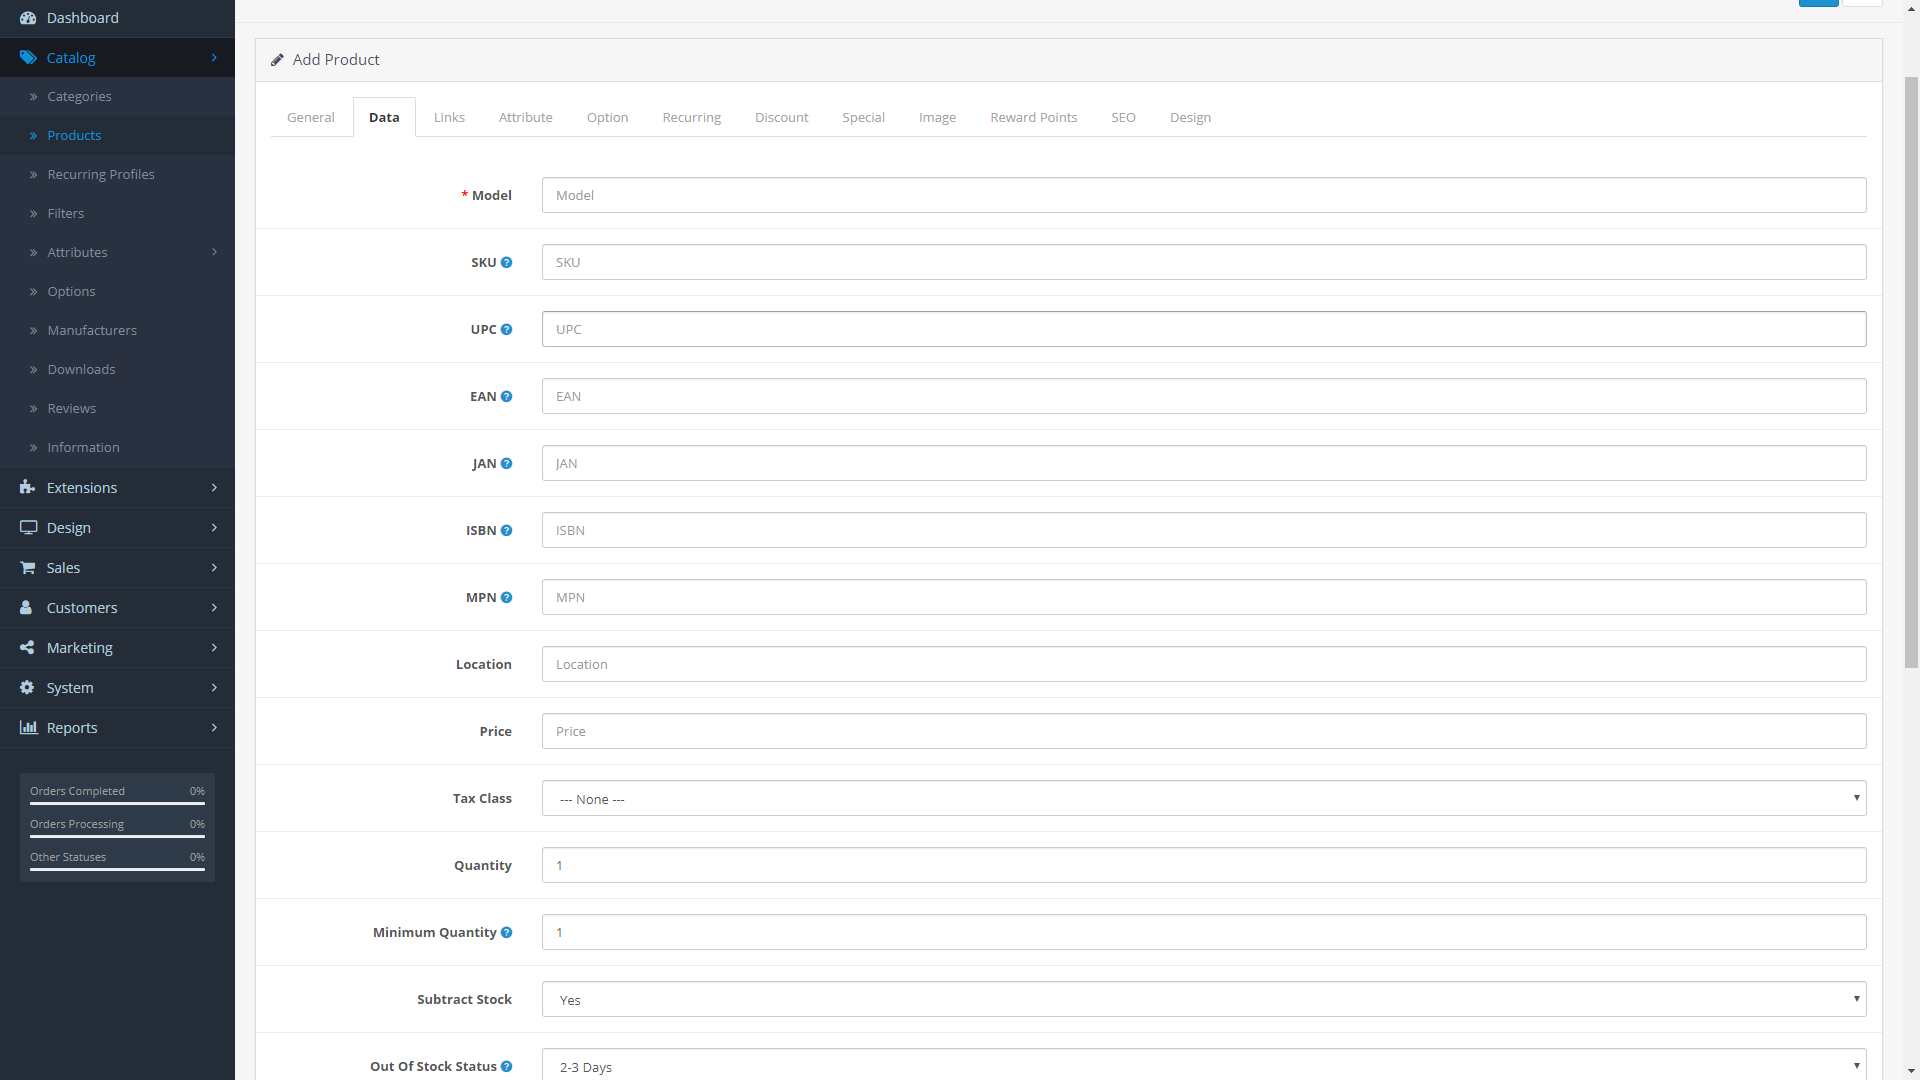 Dashboard
Catalog
Categories
Products
Recurring Profiles
Filters
Attributes
Options
Manufacturers
Downloads
Reviews
Information
Extensions
Design
Sales
Customers
Marketing
System
Reports
Orders Completed 0%
Orders Processing 0%
Other Statuses 0%
Add Product
General Data Links Attribute Option Recurring Discount Special Image Reward Points SEO Design
* Model Model
SKU SKU
UPC UPC
EAN EAN
JAN JAN
ISBN ISBN
MPN MPN
Location Location
Price Price
Tax Class --- None ---
Quantity 1
Minimum Quantity 1
Subtract Stock Yes
Out Of Stock Status 2-3 Days